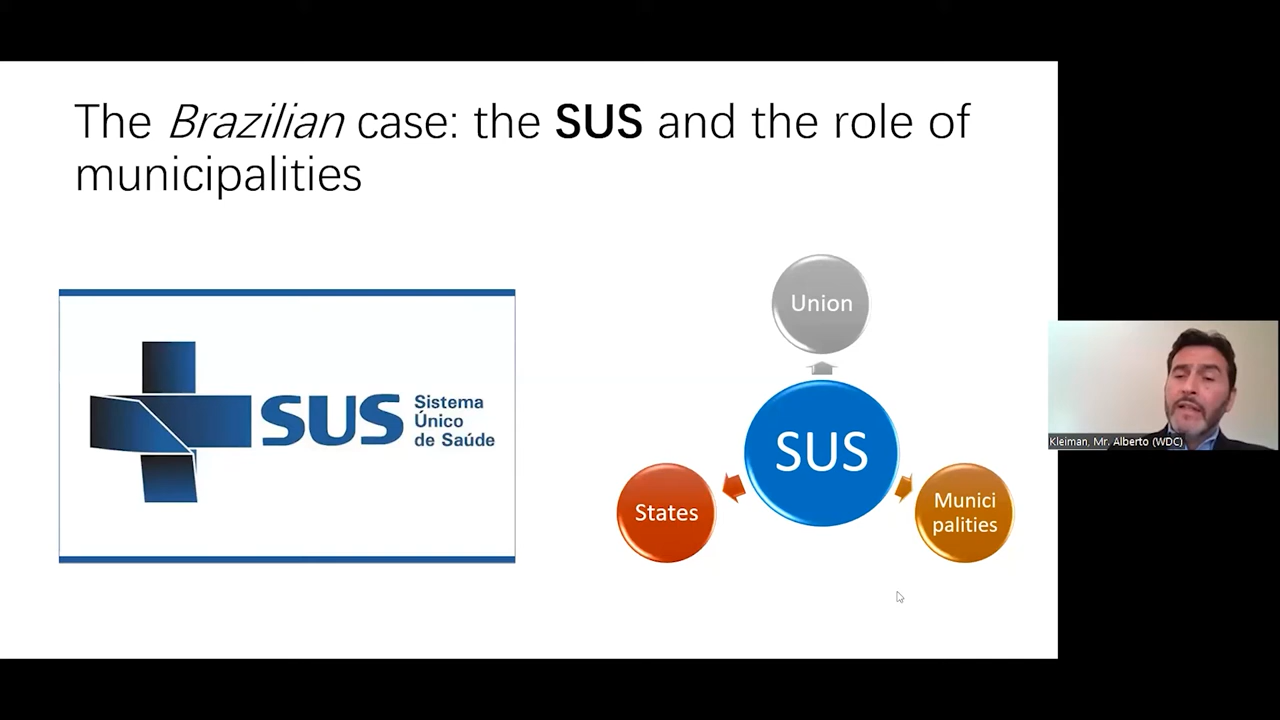 The Brazilian case: the SUS and the role of
municipalities
SUS
Sistema
Único
de Saúde
Union
SUS
States
Munici
palities
Kleiman, Mr. Alberto (WDC)